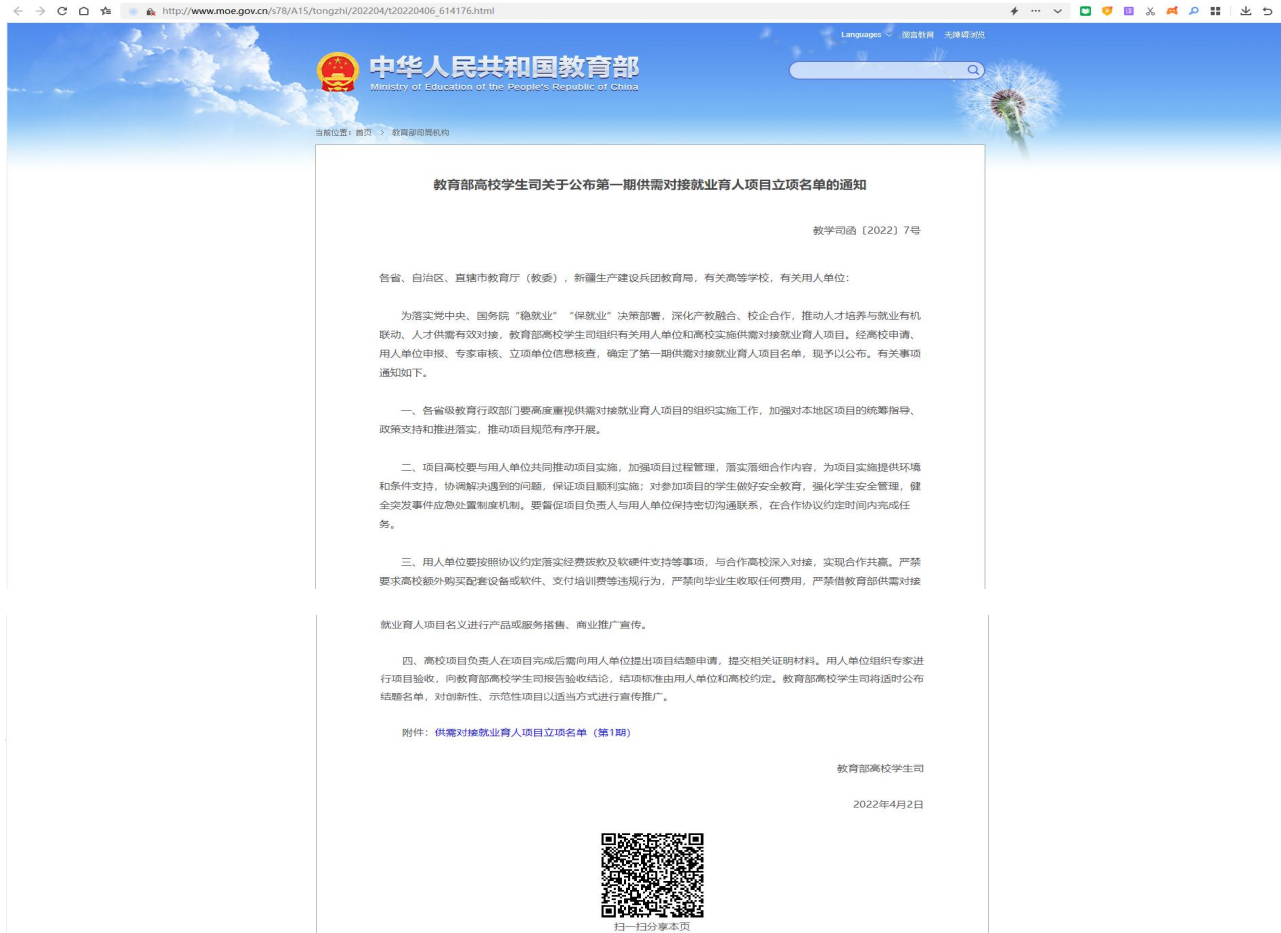 http://www.moe.gov.cn/s78/A15/tongzhi/202204/t20220406_614176.html
Languages 微言教育 无障碍浏览
中华人民共和国教育部
Ministry of Education of the People's Republic of China
当前位置：首页 > 教育部司局机构
教育部高校学生司关于公布第一期供需对接就业育人项目立项名单的通知
教学司函〔2022〕7号
各省、自治区、直辖市教育厅（教委），新疆生产建设兵团教育局，有关高等学校，有关用人单位：
为落实党中央、国务院“稳就业”“保就业”决策部署，深化产教融合、校企合作，推动人才培养与就业有机
联动、人才供需有效对接，教育部高校学生司组织有关用人单位和高校实施供需对接就业育人项目。经高校申请、
用人单位申报、专家审核、立项单位信息核查，确定了第一期供需对接就业育人项目名单，现予以公布。有关事项
通知如下。
一、各省级教育行政部门要高度重视供需对接就业育人项目的组织实施工作，加强对本地区项目的统筹指导、
政策支持和推进落实，推动项目规范有序开展。
二、项目高校要与用人单位共同推动项目实施，加强项目过程管理，落实落细合作内容，为项目实施提供环境
和条件支持，协调解决遇到的问题，保证项目顺利实施；对参加项目的学生做好安全教育，强化学生安全管理，健
全突发事件应急处置制度机制。要督促项目负责人与用人单位保持密切沟通联系，在合作协议约定时间内完成任
务。
三、用人单位要按照协议约定落实经费拨款及软硬件支持等事项，与合作高校深入对接，实现合作共赢。严禁
要求高校额外购买配套设备或软件、支付培训费等违规行为，严禁向毕业生收取任何费用，严禁借教育部供需对接
就业育人项目名义进行产品或服务搭售、商业推广宣传。
四、高校项目负责人在项目完成后需向用人单位提出项目结题申请，提交相关证明材料。用人单位组织专家进
行项目验收，向教育部高校学生司报告验收结论，结项标准由用人单位和高校约定。教育部高校学生司将适时公布
结题名单，对创新性、示范性项目以适当方式进行宣传推广。
附件：供需对接就业育人项目立项名单（第1期）
教育部高校学生司
2022年4月2日
扫一扫分享本页